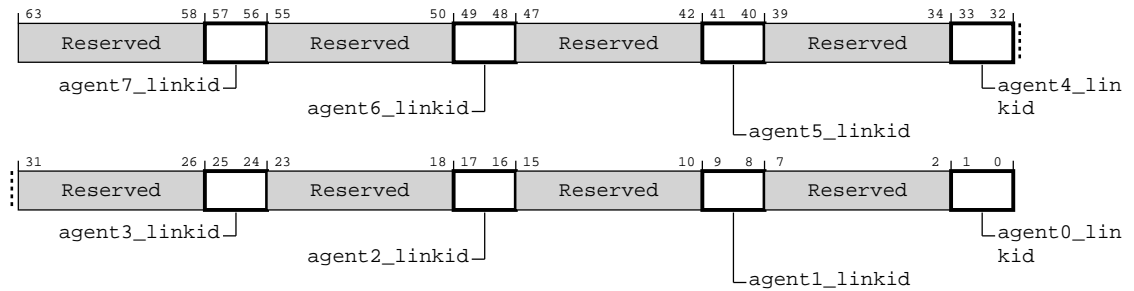 63 58 57 56 55 50 49 48 47 42 41 40 39 34 33 32
Reserved Reserved Reserved Reserved
agent7_linkid agent4_lin
kid
agent6_linkid
agent5_linkid
31 26 25 24 23 18 17 16 15 10 9 8 7 2 1 0
Reserved Reserved Reserved Reserved
agent3_linkid agent0_lin
kid
agent2_linkid
agent1_linkid